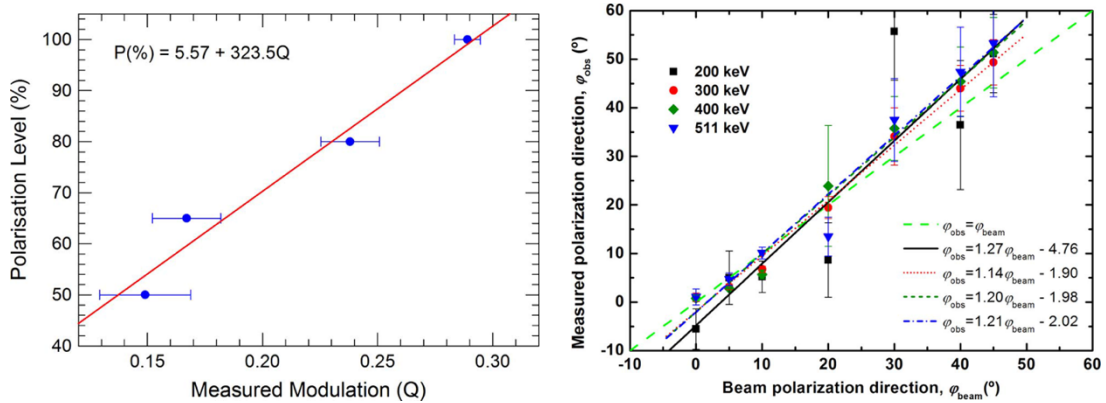 P(%) = 5.57 + 323.5Q
Polarisation Level (%)
100
90
80
70
60
50
40
0.15
0.20
0.25
0.30
Measured Modulation (Q)
Measured polarization direction, φobs (º)
60
50
40
30
20
10
0
-10
200 keV
300 keV
400 keV
511 keV
φobs=φbeam
φobs=1.27φbeam - 4.76
φobs=1.14φbeam - 1.90
φobs=1.20φbeam - 1.98
φobs=1.21φbeam - 2.02
-10
0
10
20
30
40
50
60
Beam polarization direction, φbeam(º)